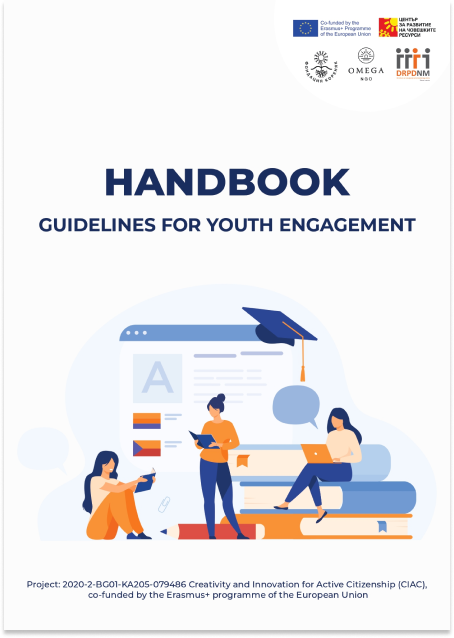 Co-funded by the
Erasmus+ Programme
of the European Union
ЦЕНТЪР
ЗА РАЗВИТИЕ
НА ЧОВЕШКИТЕ
РЕСУРСИ
OMEGA
NGO
DRPDNM
HANDBOOK
GUIDELINES FOR YOUTH ENGAGEMENT
A
Project: 2020-2-BG01-KA205-079486 Creativity and Innovation for Active Citizenship (CIAC),
co-funded by the Erasmus+ programme of the European Union